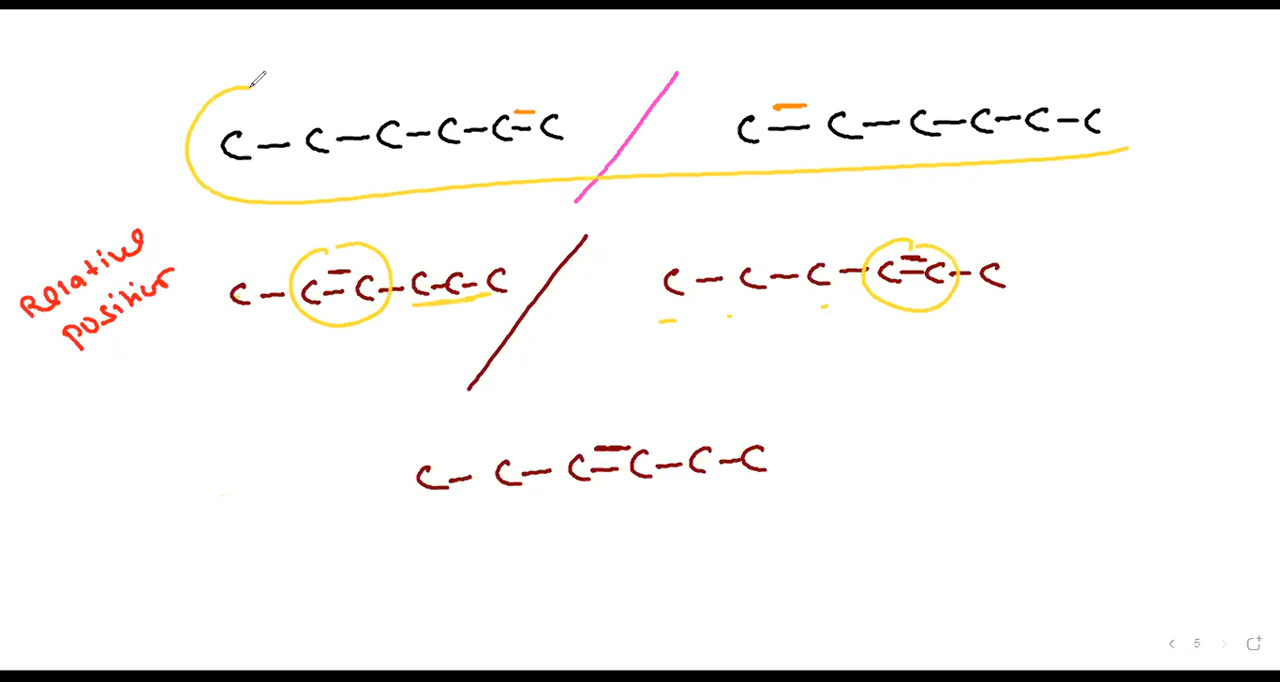 C - C - C - C - C = C / C = C - C - C - C - C
Relative
position
C - C = C - C - C - C / C - C - C - C = C - C
C - C - C = C - C - C
5